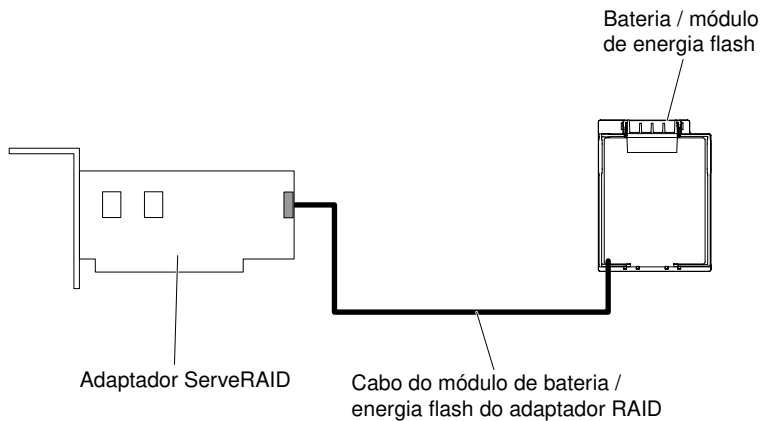 Bateria / módulo
de energia flash
Adaptador ServeRAID
Cabo do módulo de bateria /
energia flash do adaptador RAID